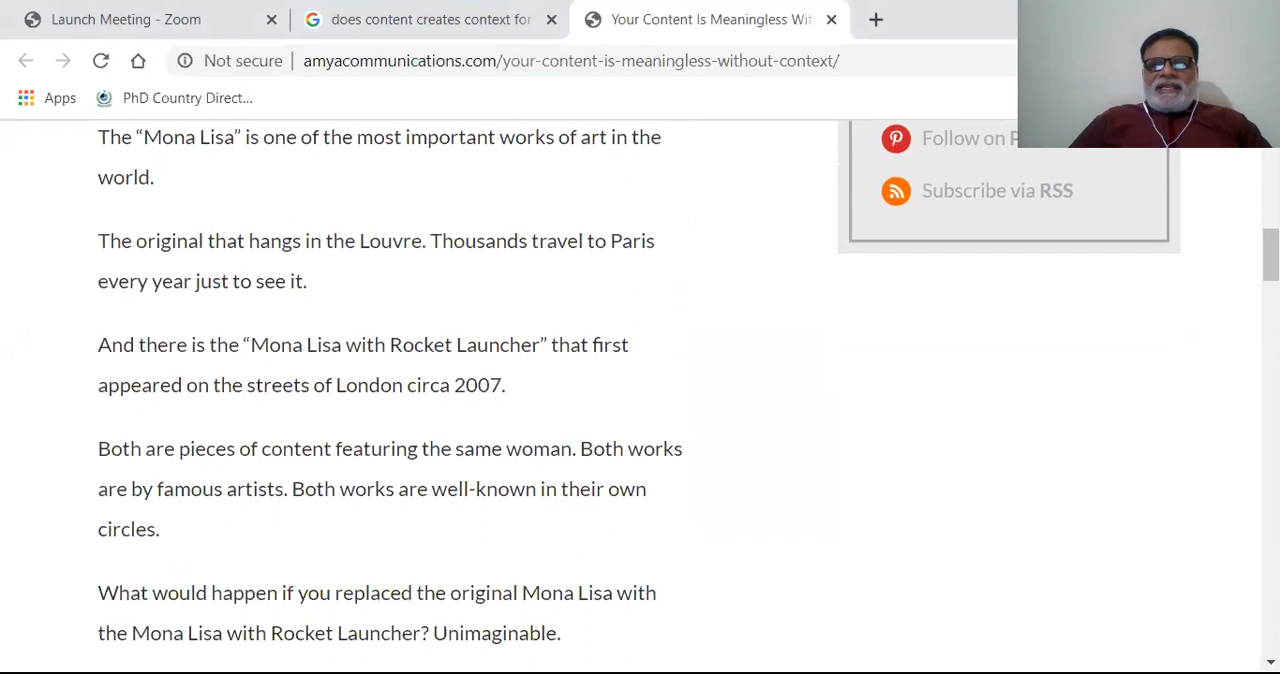 Launch Meeting - Zoom
does content creates context for
Your Content Is Meaningless Wit
Not secure | amyacommunications.com/your-content-is-meaningless-without-context/
Apps
PhD Country Direct...
The “Mona Lisa” is one of the most important works of art in the
world.
The original that hangs in the Louvre. Thousands travel to Paris
every year just to see it.
And there is the “Mona Lisa with Rocket Launcher” that first
appeared on the streets of London circa 2007.
Both are pieces of content featuring the same woman. Both works
are by famous artists. Both works are well-known in their own
circles.
What would happen if you replaced the original Mona Lisa with
the Mona Lisa with Rocket Launcher? Unimaginable.
Follow on
Subscribe via RSS